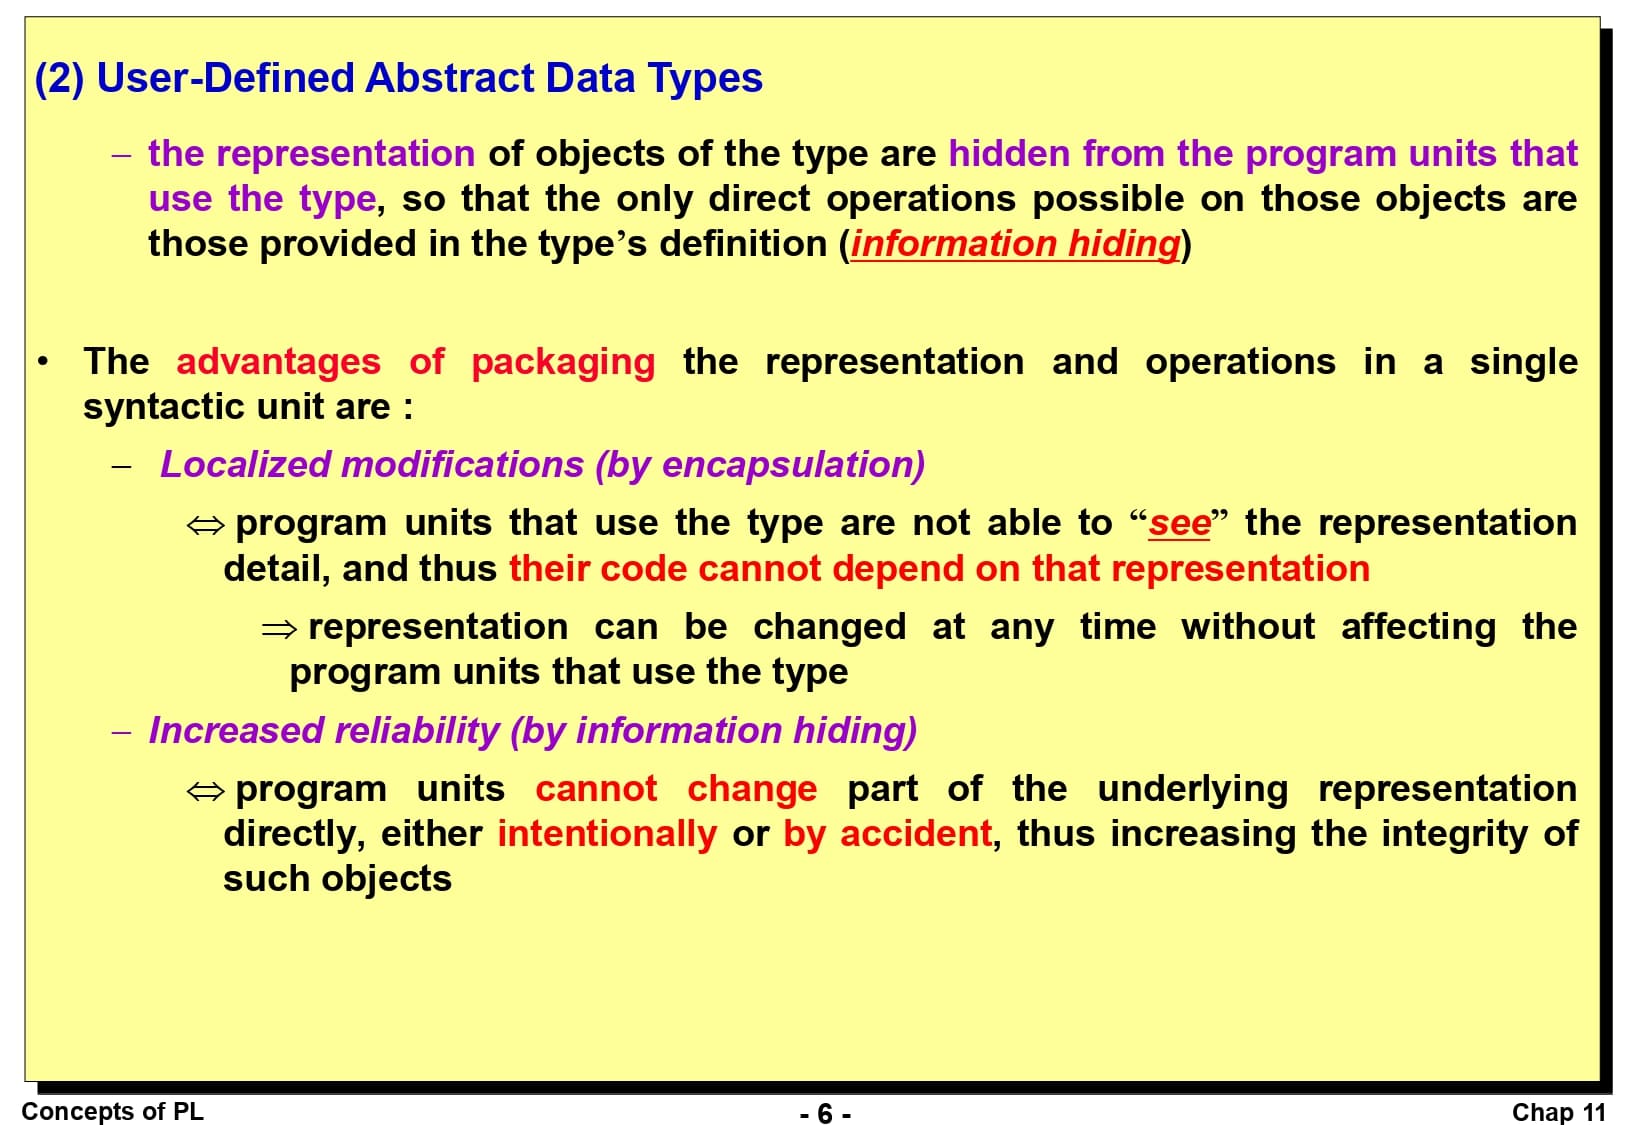 (2) User-Defined Abstract Data Types
– the representation of objects of the type are hidden from the program units that
use the type, so that the only direct operations possible on those objects are
those provided in the type’s definition (information hiding)
• The advantages of packaging the representation and operations in a single
syntactic unit are :
– Localized modifications (by encapsulation)
⇔ program units that use the type are not able to “see” the representation
detail, and thus their code cannot depend on that representation
⇒ representation can be changed at any time without affecting the
program units that use the type
– Increased reliability (by information hiding)
⇔ program units cannot change part of the underlying representation
directly, either intentionally or by accident, thus increasing the integrity of
such objects
Concepts of PL
- 6 -
Chap 11